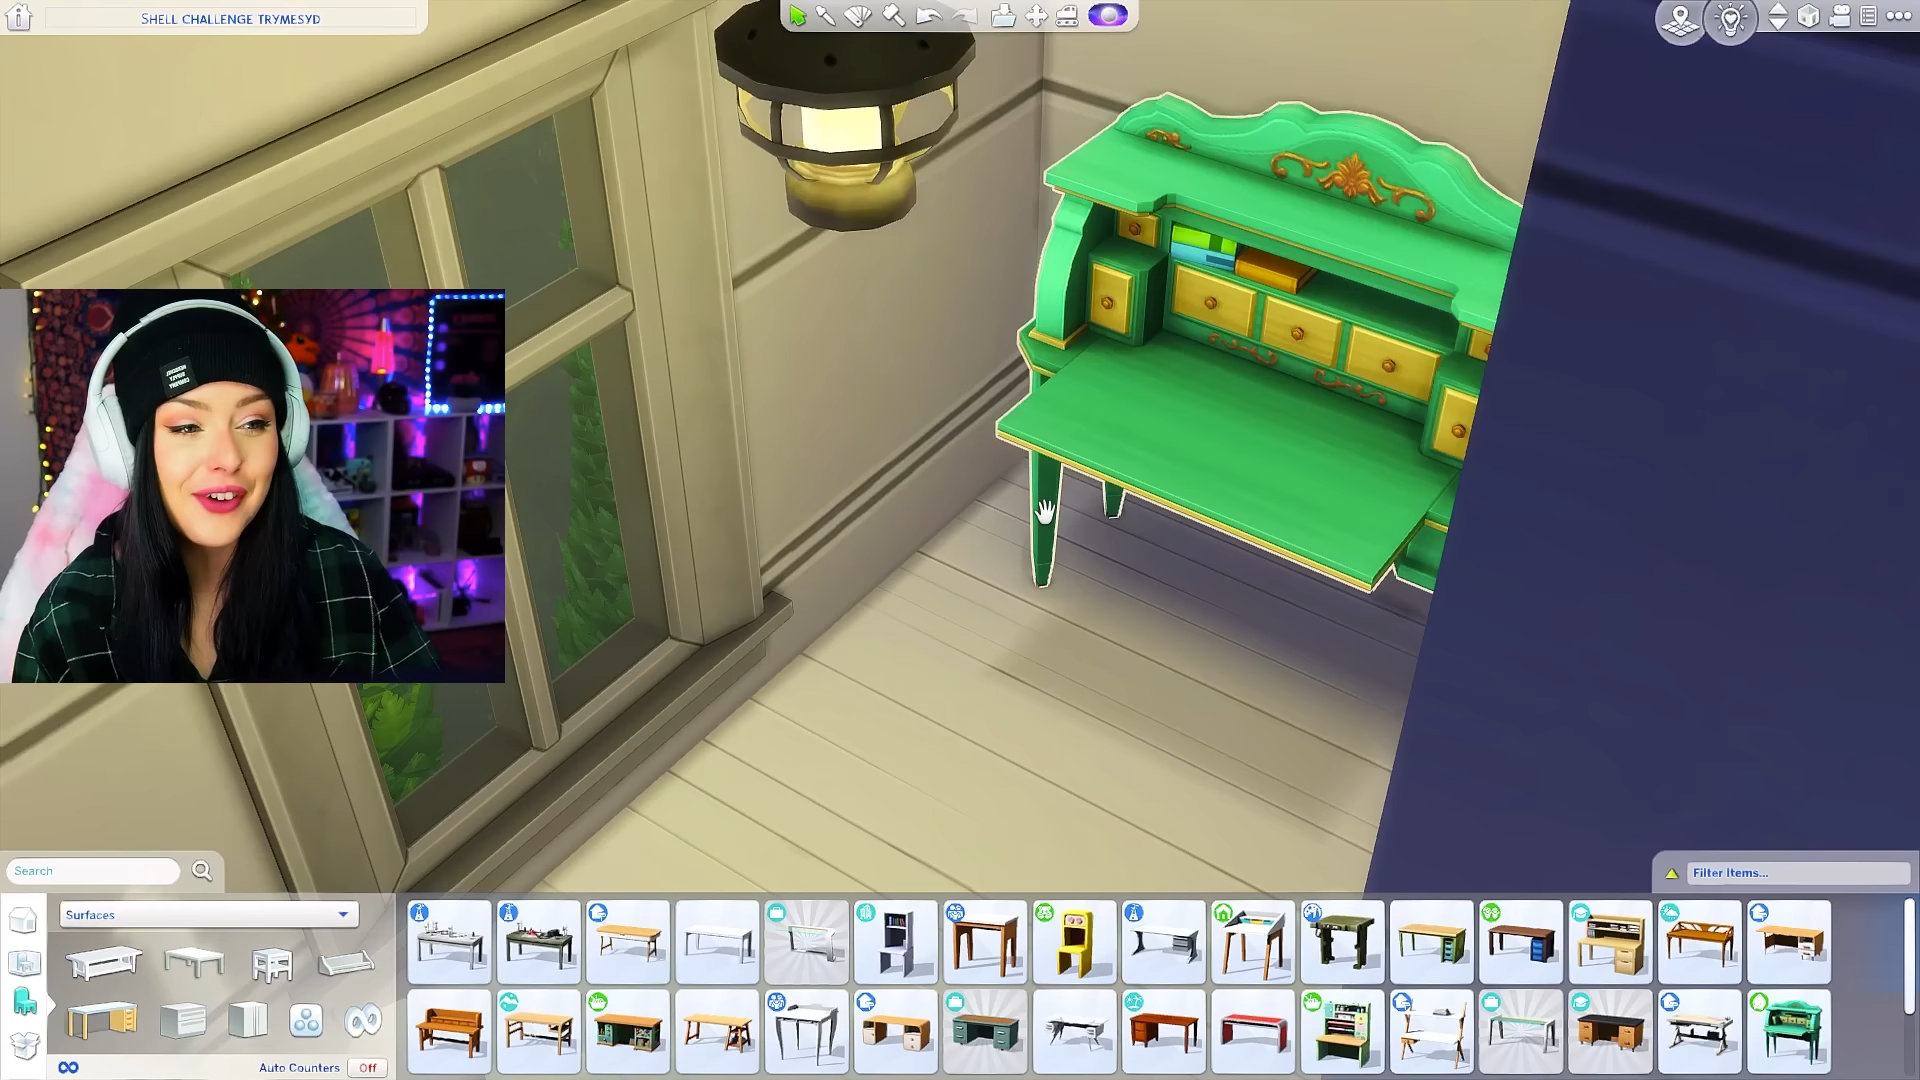 SHELL CHALLENGE TRYMESYD
Search
Filter Items...
Surfaces
Auto Counters
Off